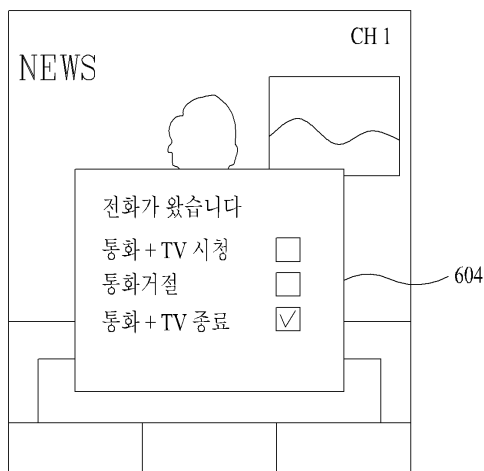 CH 1
NEWS
전화가 왔습니다
통화 + TV 시청
통화거절
통화 + TV 종료
604